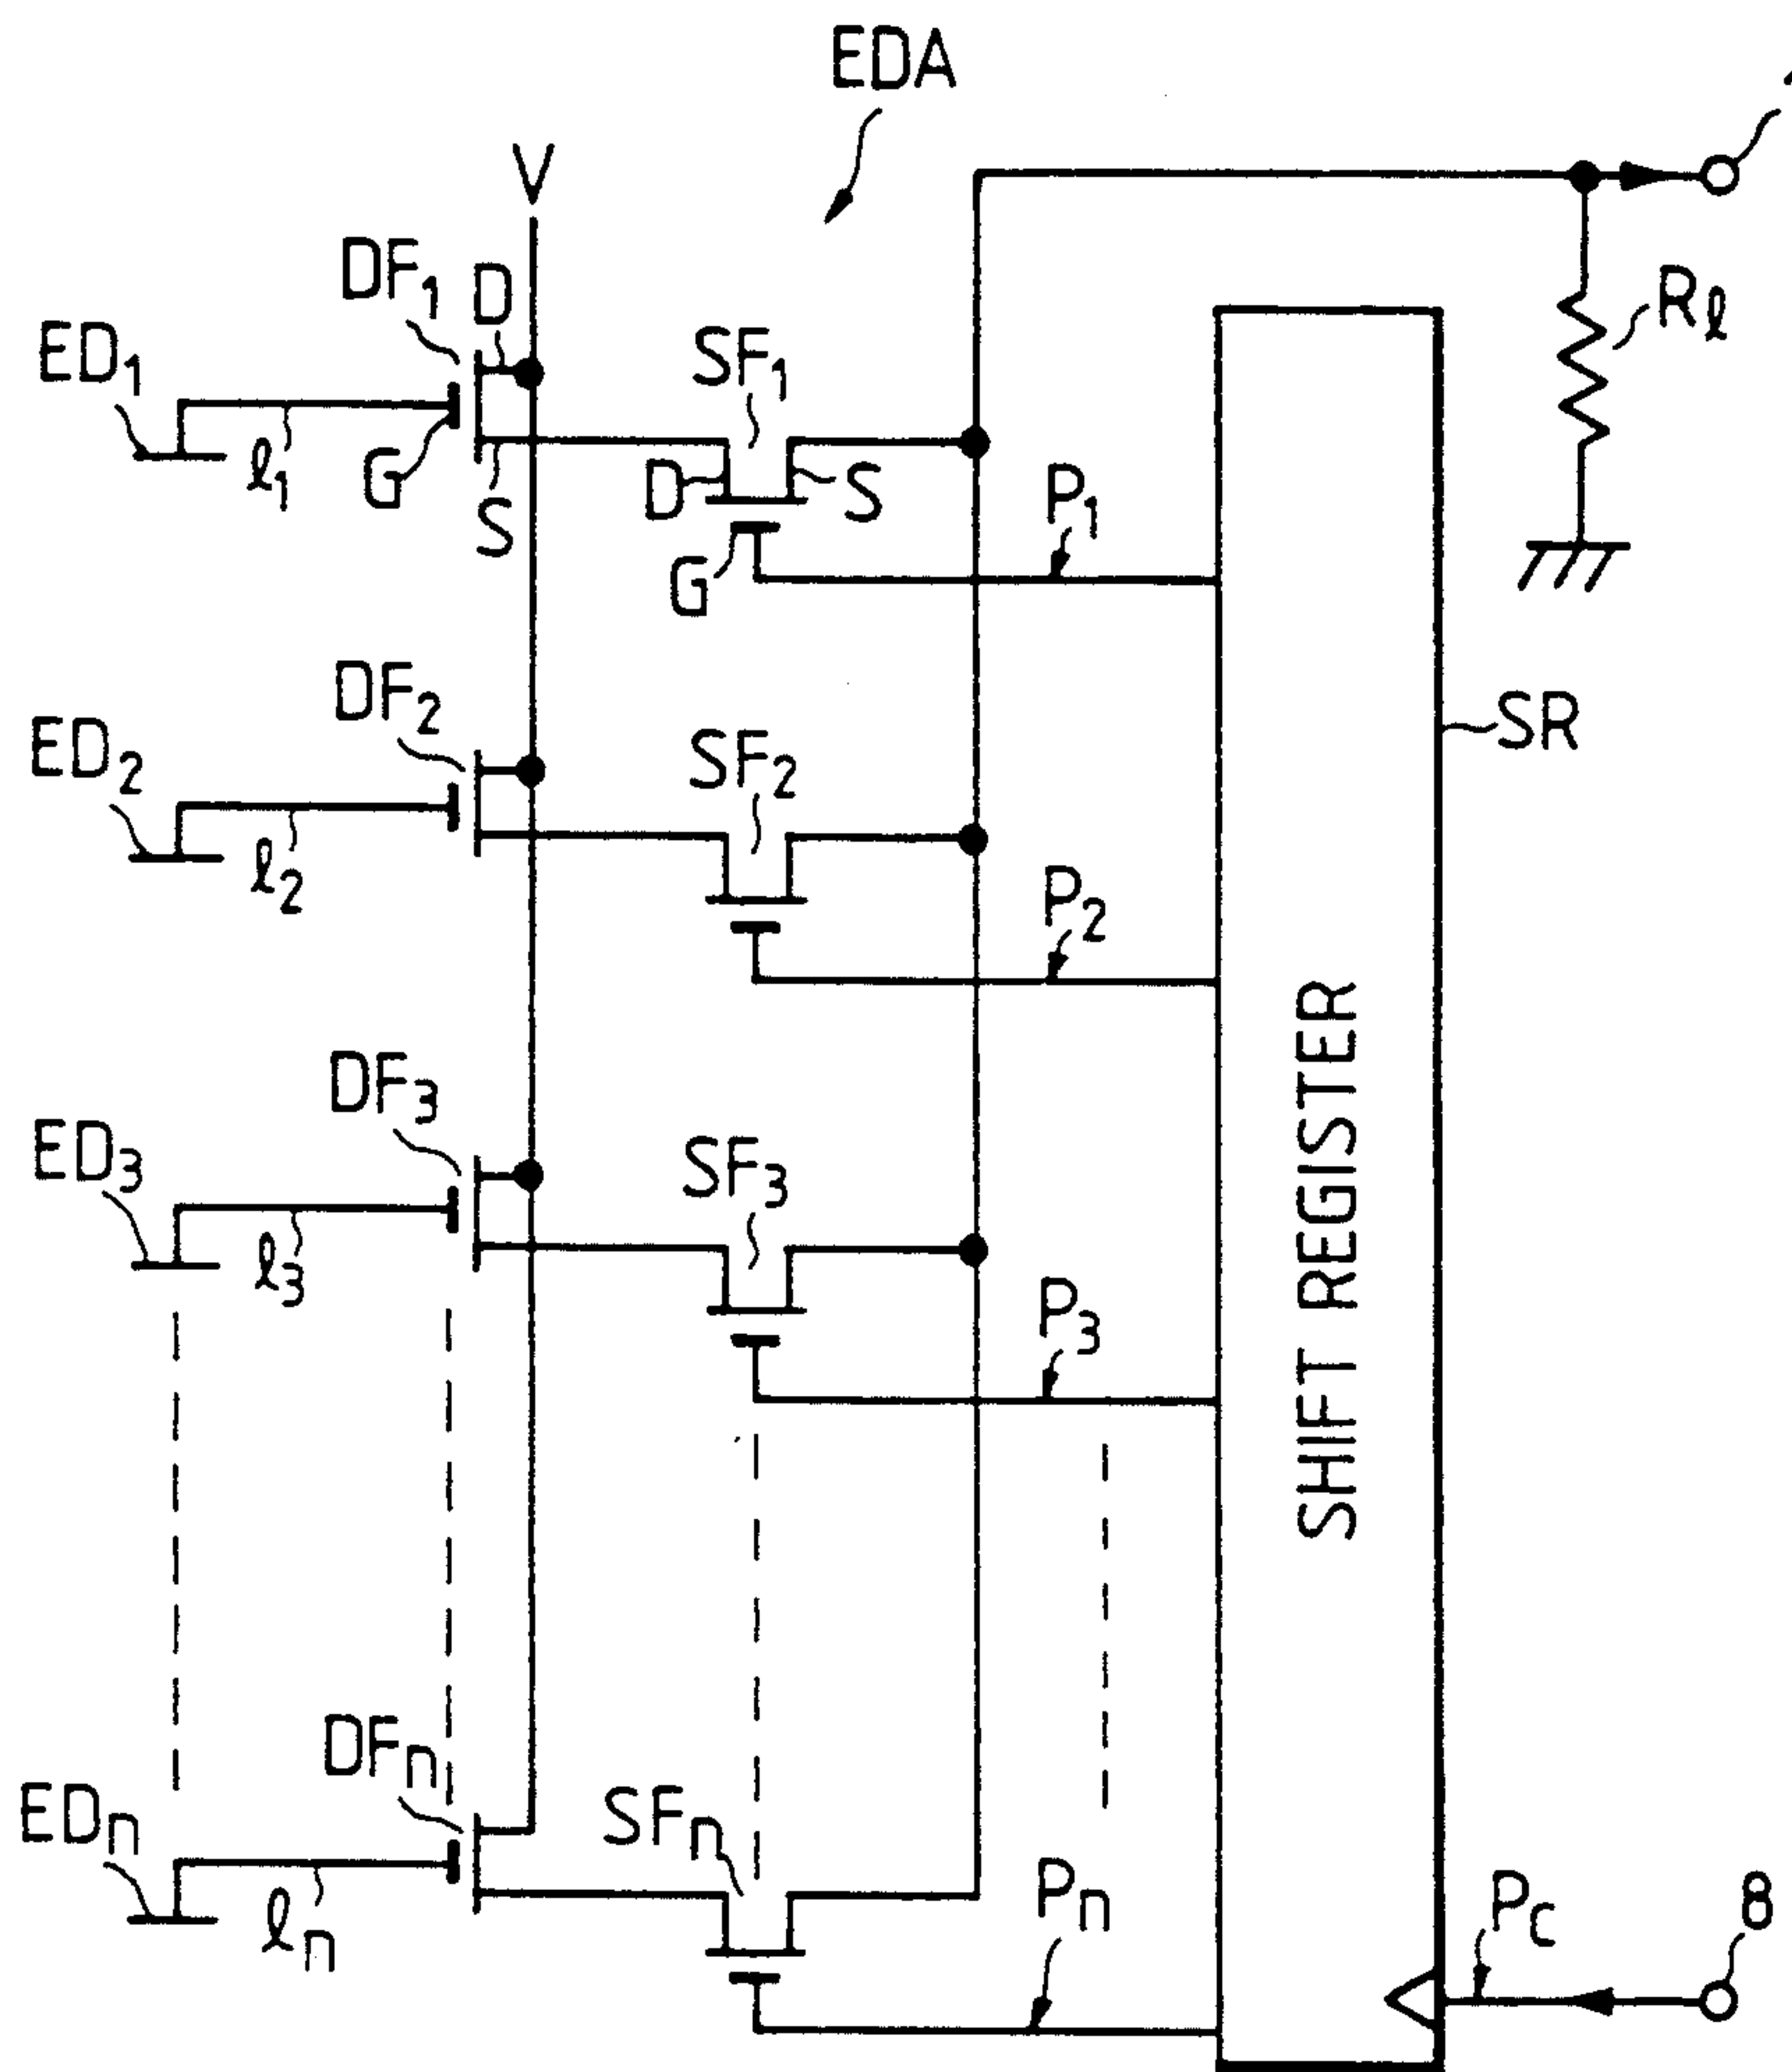 EDA
V
DF₁
D
ED₁
SF₁
Rℓ
ℓ₁
G
S
D
S
P₁
G
DF₂
ED₂
SF₂
SR
ℓ₂
P₂
DF₃
ED₃
SF₃
ℓ₃
P₃
SHIFT REGISTER
DFₙ
EDₙ
SFₙ
ℓₙ
Pₙ
P_C
8